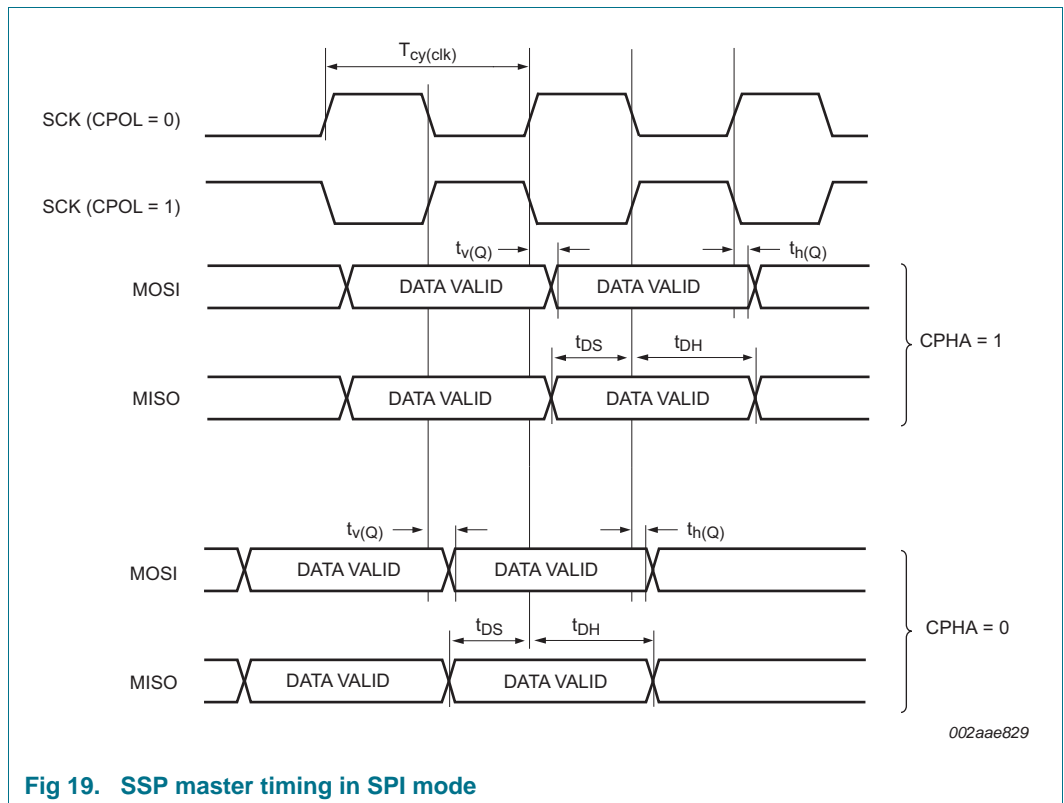 Tcy(clk)
SCK (CPOL = 0)
SCK (CPOL = 1)
tv(Q)
th(Q)
MOSI
DATA VALID
DATA VALID
tDS
tDH
CPHA = 1
MISO
DATA VALID
DATA VALID
tv(Q)
th(Q)
MOSI
DATA VALID
DATA VALID
tDS
tDH
CPHA = 0
MISO
DATA VALID
DATA VALID
002aae829
Fig 19. SSP master timing in SPI mode